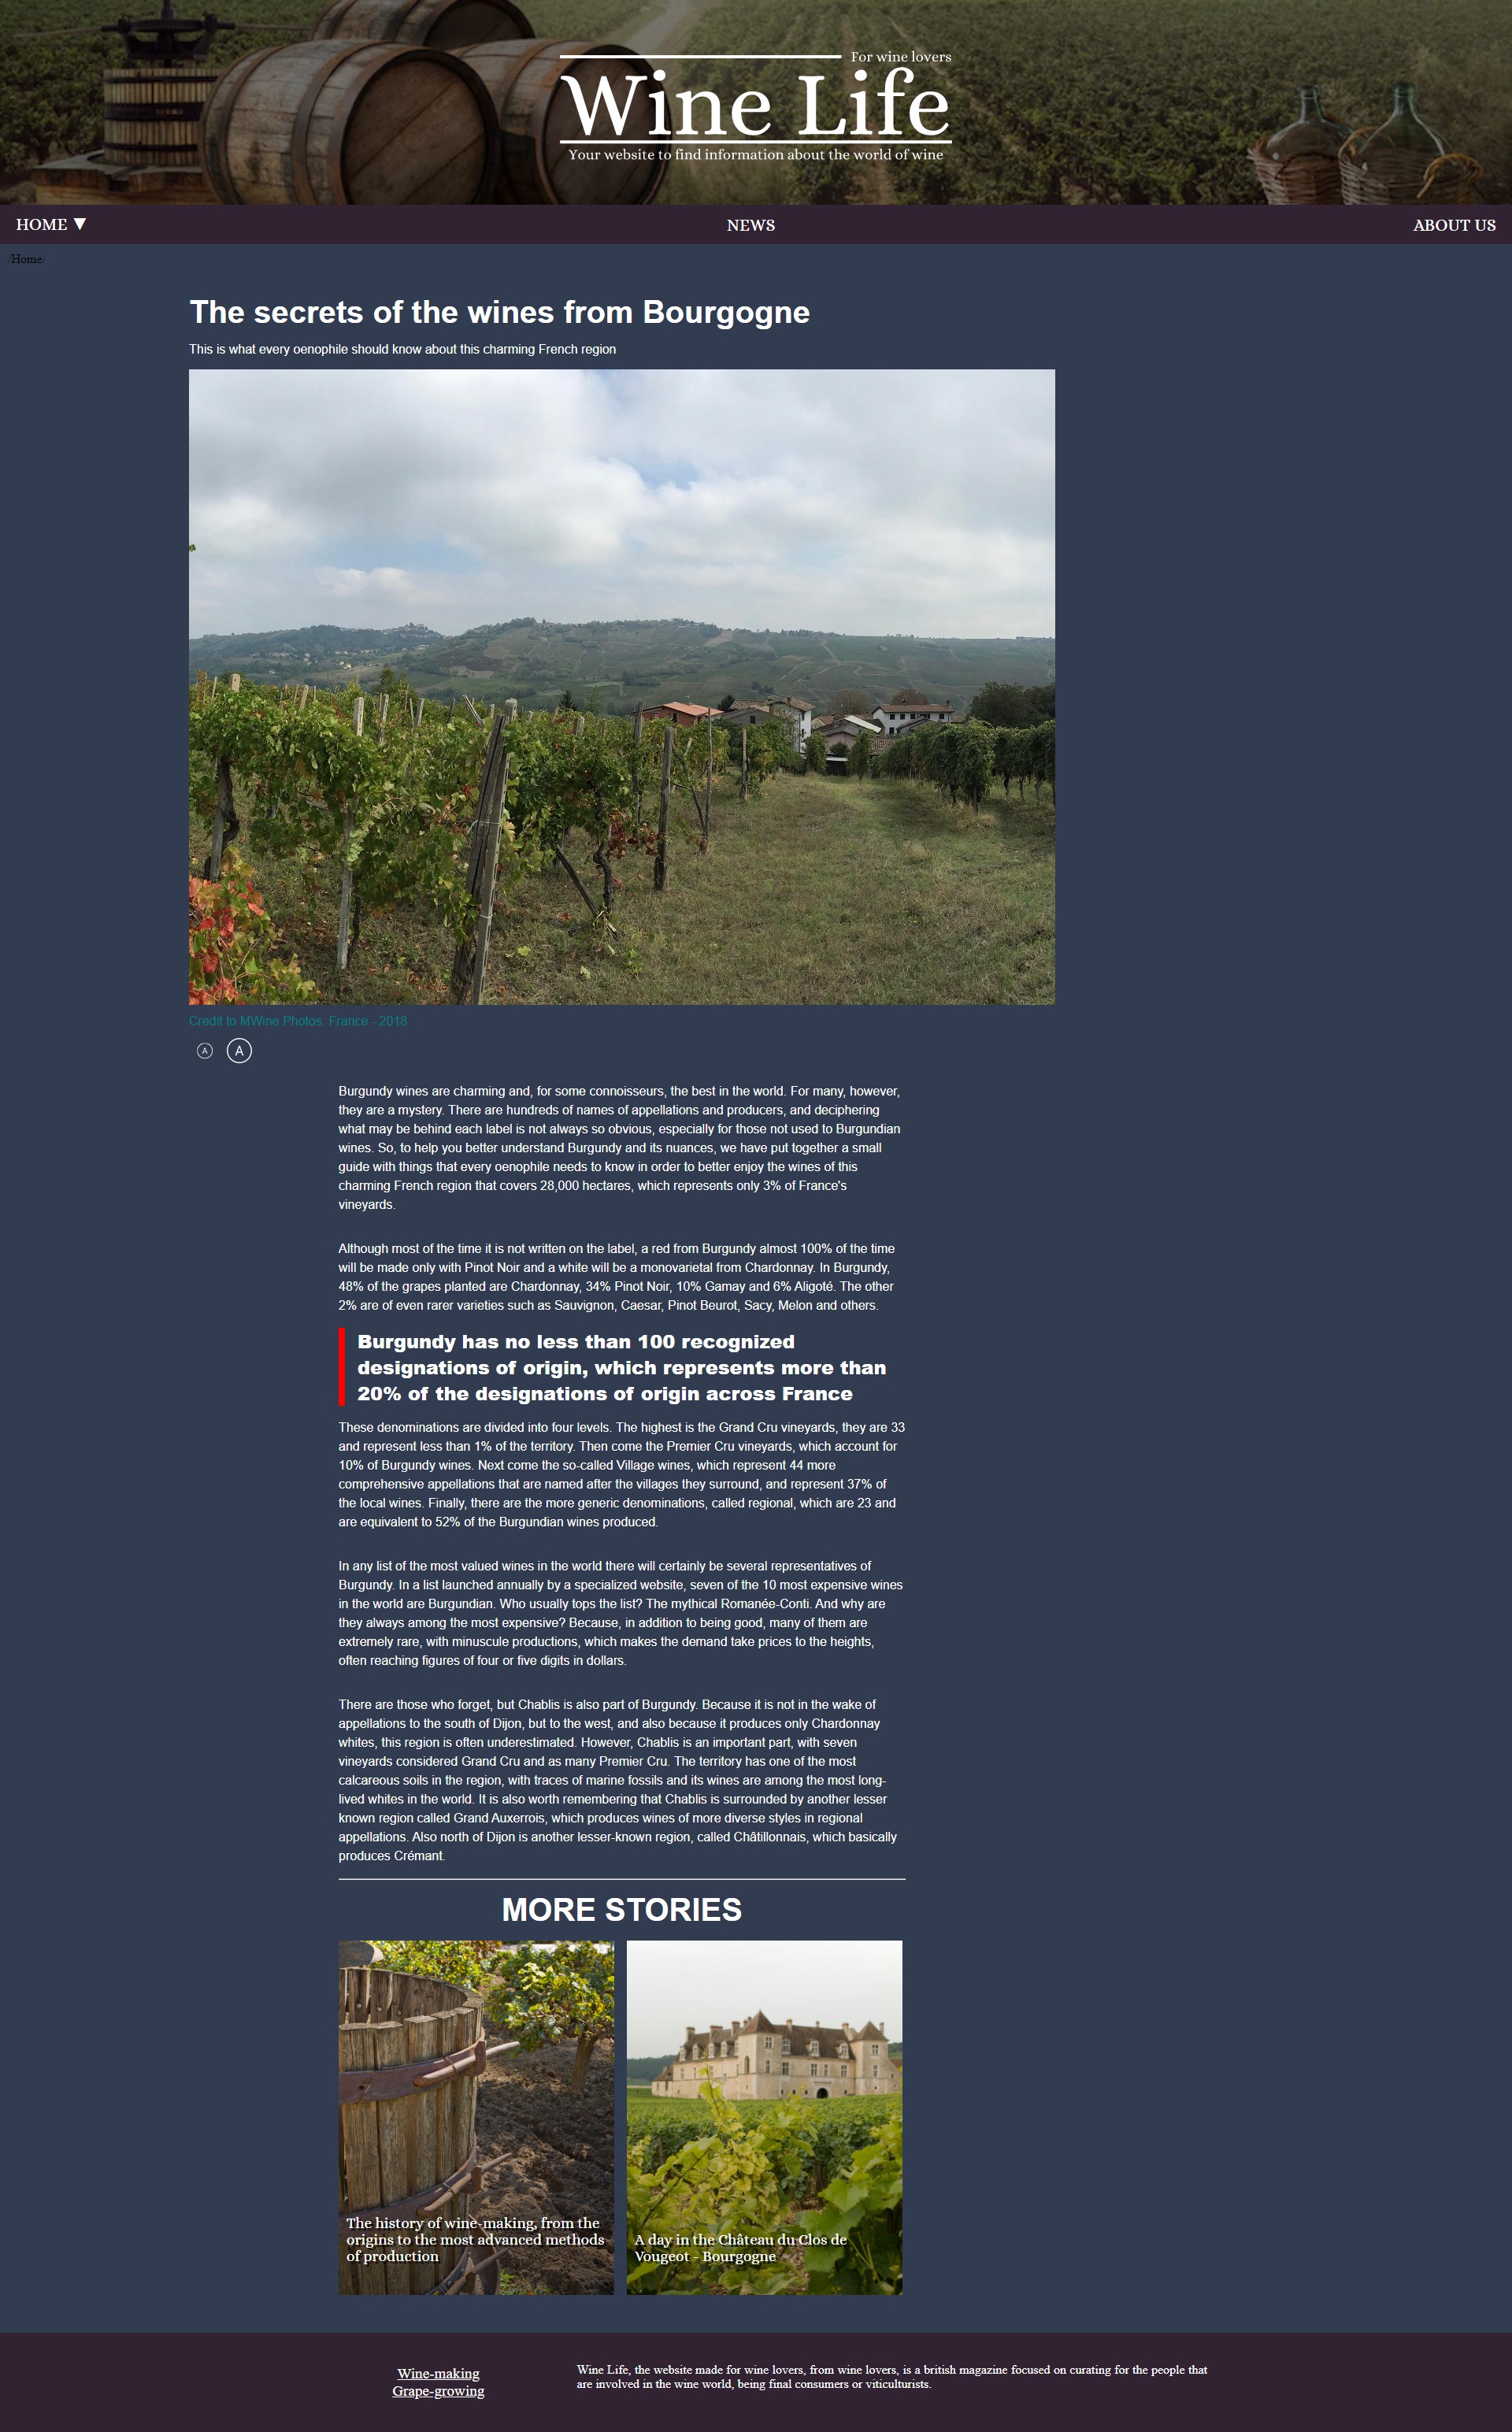 For wine lovers
Wine Life
Your website to find information about the world of wine
HOME ▼
NEWS
ABOUT US
/Home/
The secrets of the wines from Bourgogne
This is what every oenophile should know about this charming French region
Credit to MWine Photos. France - 2018
A A
Burgundy wines are charming and, for some connoisseurs, the best in the world. For many, however,
they are a mystery. There are hundreds of names of appellations and producers, and deciphering
what may be behind each label is not always so obvious, especially for those not used to Burgundian
wines. So, to help you better understand Burgundy and its nuances, we have put together a small
guide with things that every oenophile needs to know in order to better enjoy the wines of this
charming French region that covers 28,000 hectares, which represents only 3% of France's
vineyards.
Although most of the time it is not written on the label, a red from Burgundy almost 100% of the time
will be made only with Pinot Noir and a white will be a monovarietal from Chardonnay. In Burgundy,
48% of the grapes planted are Chardonnay, 34% Pinot Noir, 10% Gamay and 6% Aligoté. The other
2% are of even rarer varieties such as Sauvignon, Caesar, Pinot Beurot, Sacy, Melon and others.
Burgundy has no less than 100 recognized
designations of origin, which represents more than
20% of the designations of origin across France
These denominations are divided into four levels. The highest is the Grand Cru vineyards, they are 33
and represent less than 1% of the territory. Then come the Premier Cru vineyards, which account for
10% of Burgundy wines. Next come the so-called Village wines, which represent 44 more
comprehensive appellations that are named after the villages they surround, and represent 37% of
the local wines. Finally, there are the more generic denominations, called regional, which are 23 and
are equivalent to 52% of the Burgundian wines produced.
In any list of the most valued wines in the world there will certainly be several representatives of
Burgundy. In a list launched annually by a specialized website, seven of the 10 most expensive wines
in the world are Burgundian. Who usually tops the list? The mythical Romanée-Conti. And why are
they always among the most expensive? Because, in addition to being good, many of them are
extremely rare, with minuscule productions, which makes the demand take prices to the heights,
often reaching figures of four or five digits in dollars.
There are those who forget, but Chablis is also part of Burgundy. Because it is not in the wake of
appellations to the south of Dijon, but to the west, and also because it produces only Chardonnay
whites, this region is often underestimated. However, Chablis is an important part, with seven
vineyards considered Grand Cru and as many Premier Cru. The territory has one of the most
calcareous soils in the region, with traces of marine fossils and its wines are among the most long-
lived whites in the world. It is also worth remembering that Chablis is surrounded by another lesser
known region called Grand Auxerrois, which produces wines of more diverse styles in regional
appellations. Also north of Dijon is another lesser-known region, called Châtillonnais, which basically
produces Crémant.
MORE STORIES
The history of wine-making, from the
origins to the most advanced methods
of production
A day in the Château du Clos de
Vougeot - Bourgogne
Wine-making
Grape-growing
Wine Life, the website made for wine lovers, from wine lovers, is a british magazine focused on curating for the people that
are involved in the wine world, being final consumers or viticulturists.